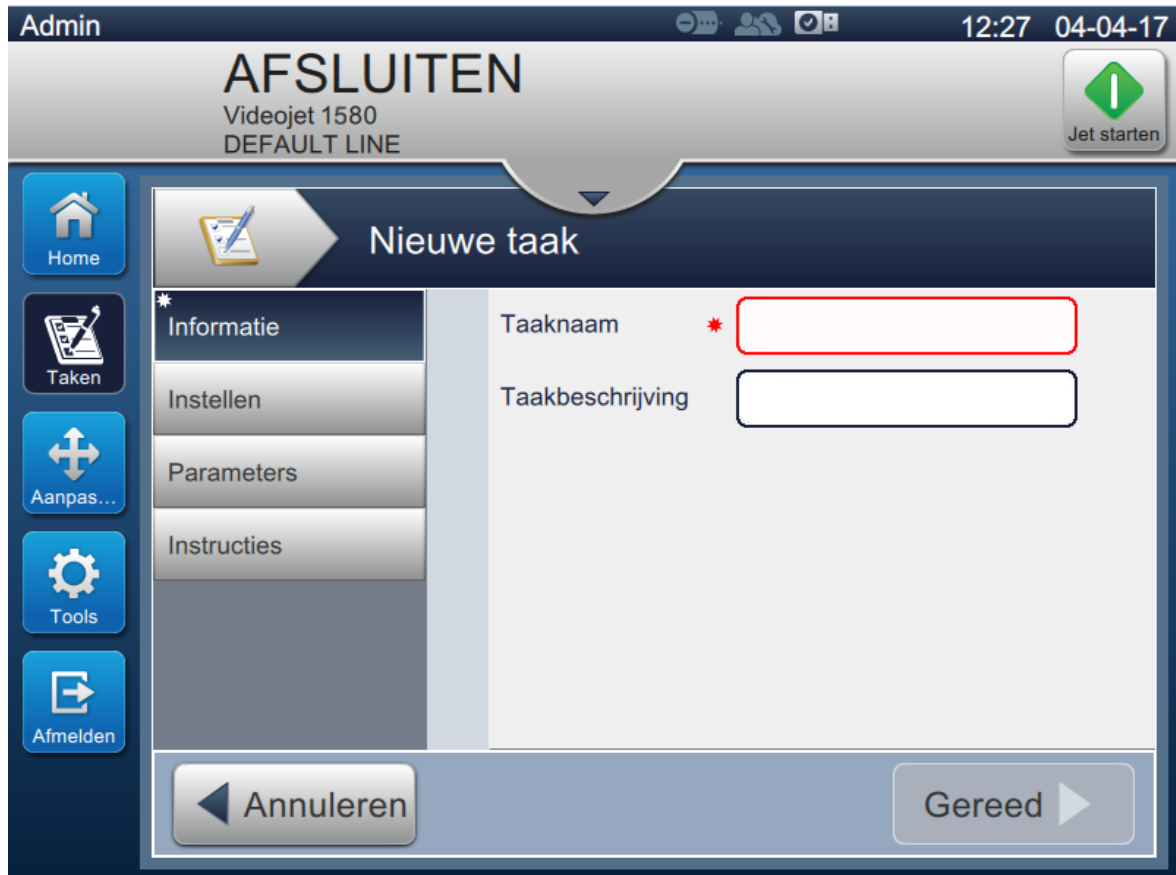 Admin 12:27 04-04-17
AFSLUITEN
Videojet 1580
DEFAULT LINE
Jet starten
Home
Taken
Aanpas...
Tools
Afmelden
Nieuwe taak
Informatie
Instellen
Parameters
Instructies
Taaknaam
Taakbeschrijving
Annuleren
Gereed